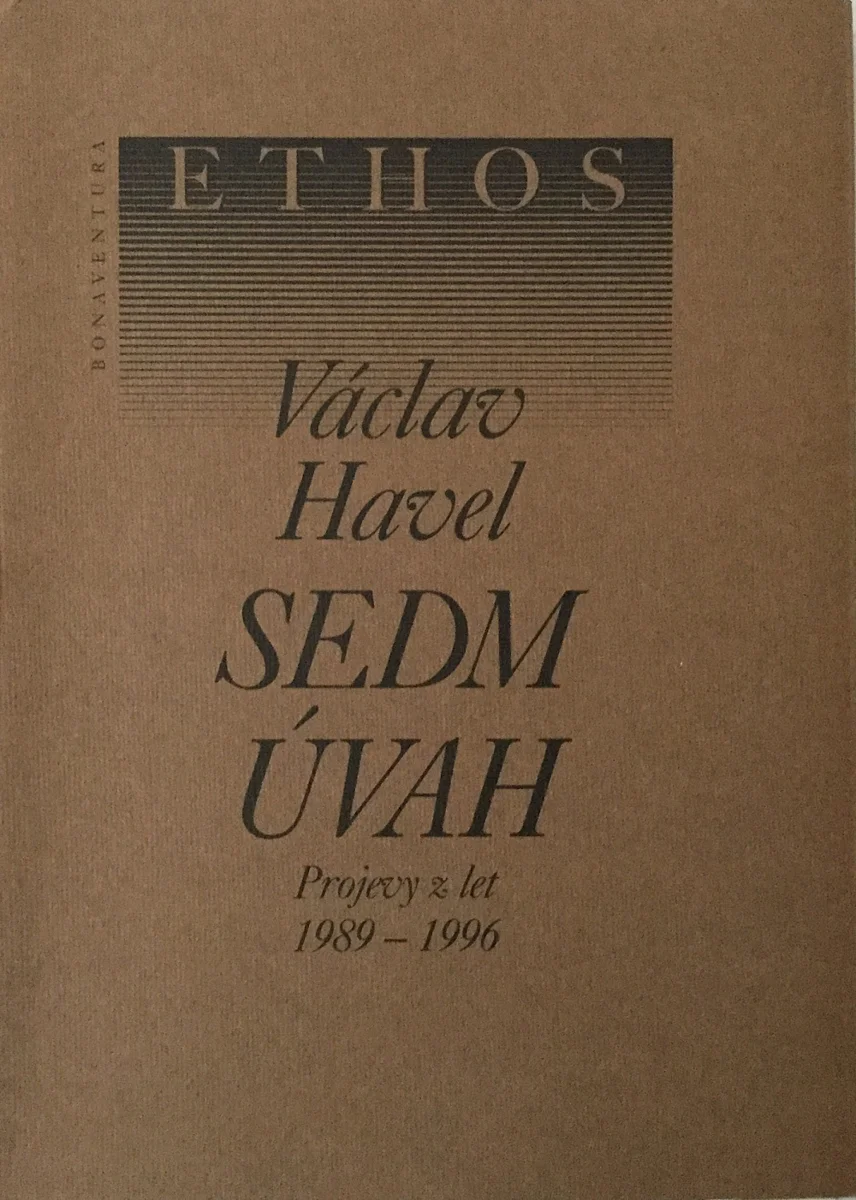 ETHOS
BONAVENTURA
Václav
Havel
SEDM
ÚVAH
Projevy z let
1989 – 1996